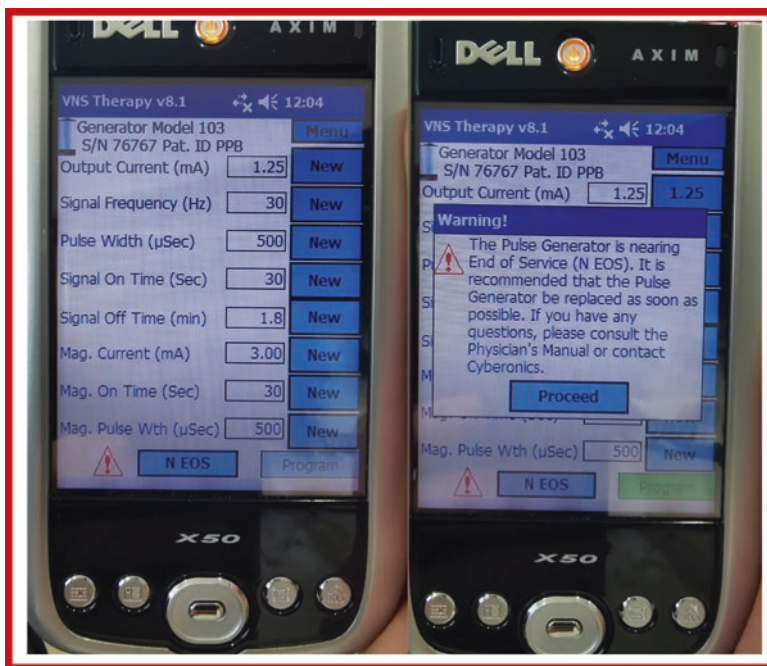 DELL
AXIM
VNS Therapy v8.1 12:04
Generator Model 103
Menu
S/N 76767 Pat. ID PPB
Output Current (mA) 1.25 New
Signal Frequency (Hz) 30 New
Pulse Width (µSec) 500 New
Signal On Time (Sec) 30 New
Signal Off Time (min) 1.8 New
Mag. Current (mA) 3.00 New
Mag. On Time (Sec) 30 New
Mag. Pulse Wth (µSec) 500 New
N EOS Program
X50
DELL
AXIM
VNS Therapy v8.1 12:04
Generator Model 103
Menu
S/N 76767 Pat. ID PPB
Output Current (mA) 1.25 1.25
Warning!
The Pulse Generator is nearing
End of Service (N EOS). It is
recommended that the Pulse
Generator be replaced as soon as
possible. If you have any
questions, please consult the
Physician's Manual or contact
Cyberonics.
Proceed
Mag. Pulse Wth (µSec) 500 New
N EOS Program
X50